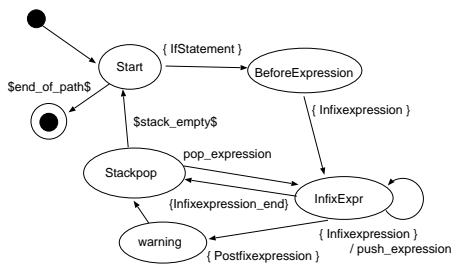 { IfStatement }
Start
BeforeExpression
$end_of_path$
{ Infixexpression }
$stack_empty$
pop_expression
Stackpop
{Infixexpression_end}
InfixExpr
{ Infixexpression }
/ push_expression
warning
{ Postfixexpression }